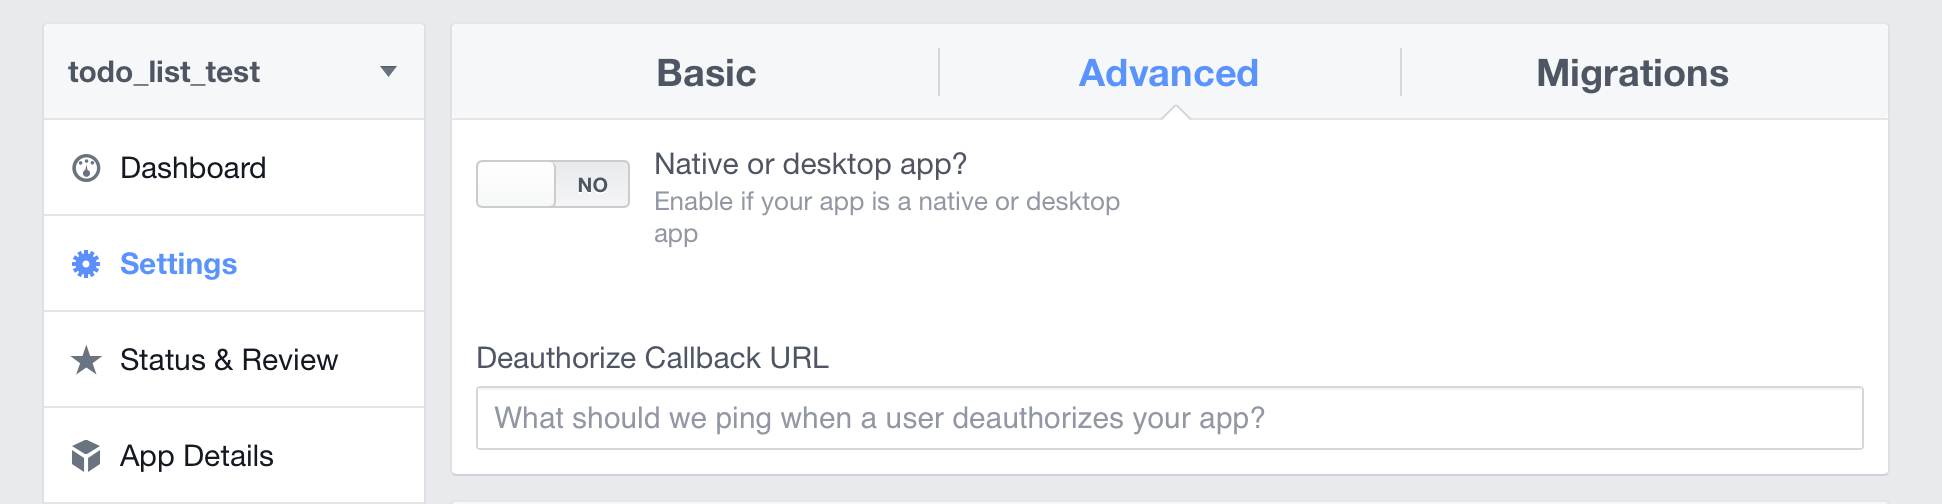 todo_list_test
Dashboard
Settings
Status & Review
App Details
Basic
Advanced
Migrations
NO
Native or desktop app?
Enable if your app is a native or desktop
app
Deauthorize Callback URL
What should we ping when a user deauthorizes your app?